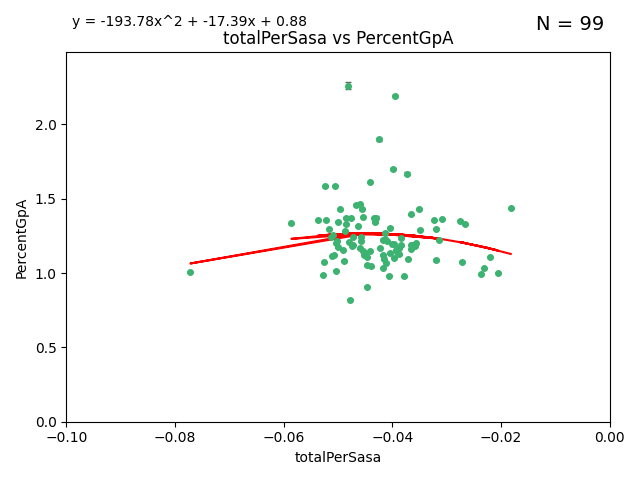 y = -193.78x^2 + -17.39x + 0.88
N = 99
totalPerSasa vs PercentGpA
PercentGpA
2.0
1.5
1.0
0.5
0.0
−0.10 −0.08 −0.06 −0.04 −0.02 0.00
totalPerSasa